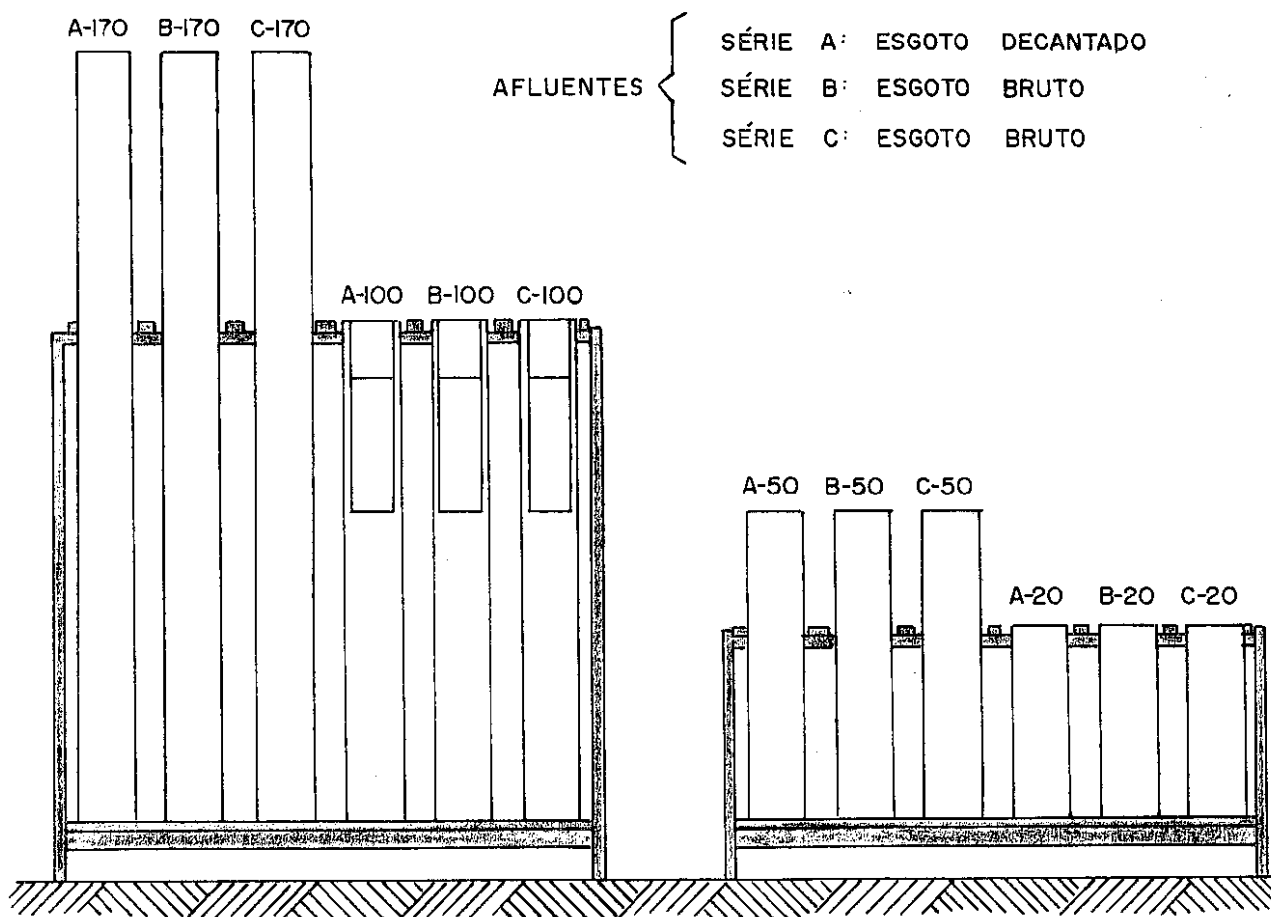 A-170 B-170 C-170
AFLUENTES
SÉRIE A: ESGOTO DECANTADO
SÉRIE B: ESGOTO BRUTO
SÉRIE C: ESGOTO BRUTO
A-100 B-100 C-100
A-50 B-50 C-50
A-20 B-20 C-20